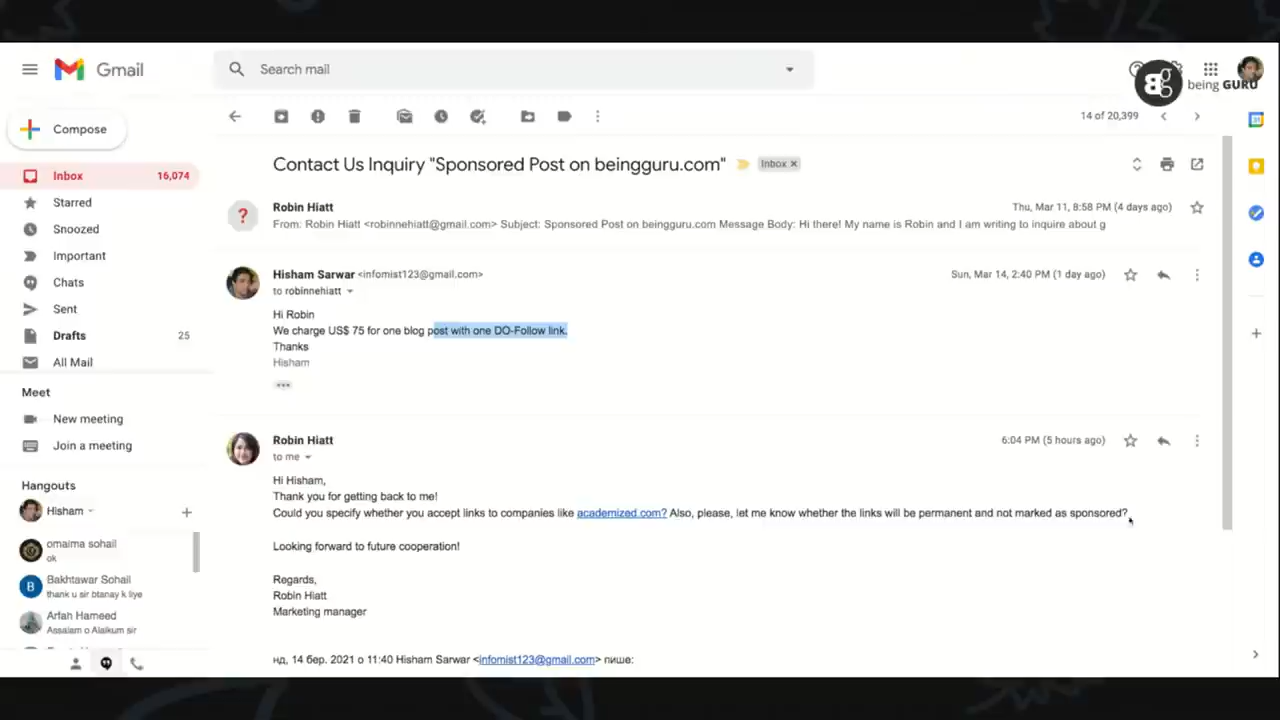 Gmail
Search mail
being GURU
Compose
14 of 20,399
Contact Us Inquiry "Sponsored Post on beingguru.com"
Inbox
Inbox 16,074
Starred
Snoozed
Important
Chats
Sent
Drafts 25
All Mail
Meet
New meeting
Join a meeting
Hangouts
Hisham
omaima sohail
ok
Bakhtawar Sohail
thank u sir btanay k liye
Arfah Hameed
Assalam o Alaikum sir
Robin Hiatt
Thu, Mar 11, 8:58 PM (4 days ago)
From: Robin Hiatt <robinnehiatt@gmail.com> Subject: Sponsored Post on beingguru.com Message Body: Hi there! My name is Robin and I am writing to inquire about g
Hisham Sarwar <infomist123@gmail.com>
Sun, Mar 14, 2:40 PM (1 day ago)
to robinnehiatt
Hi Robin
We charge US$ 75 for one blog post with one DO-Follow link.
Thanks
Hisham
Robin Hiatt
6:04 PM (5 hours ago)
to me
Hi Hisham,
Thank you for getting back to me!
Could you specify whether you accept links to companies like academized.com? Also, please, let me know whether the links will be permanent and not marked as sponsored?
Looking forward to future cooperation!
Regards,
Robin Hiatt
Marketing manager
нд, 14 бер. 2021 о 11:40 Hisham Sarwar <infomist123@gmail.com> пише: